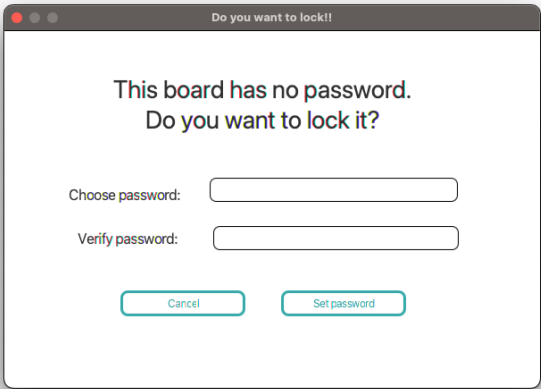 Do you want to lock!!
This board has no password.
Do you want to lock it?
Choose password:
Verify password:
Cancel
Set password